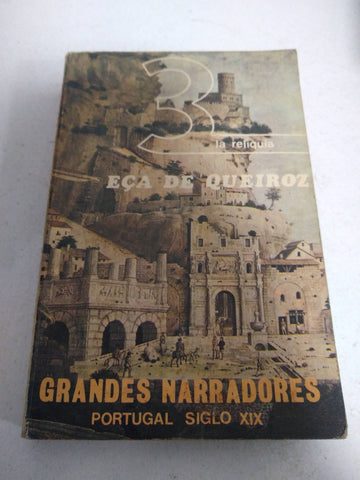 3
la reliquia
EÇA DE QUEIROZ
GRANDES NARRADORES
PORTUGAL SIGLO XIX